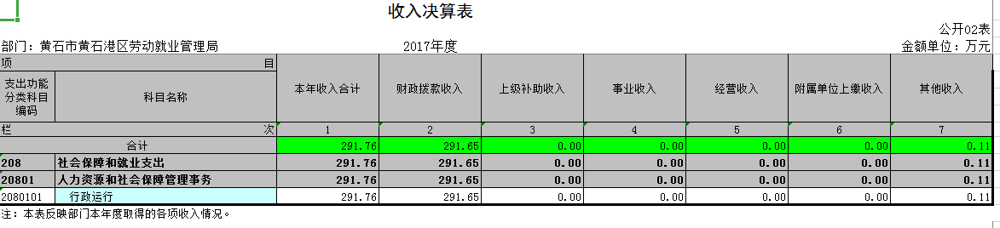 收入决算表
公开02表
部门：黄石市黄石港区劳动就业管理局 2017年度 金额单位：万元
项 目 本年收入合计 财政拨款收入 上级补助收入 事业收入 经营收入 附属单位上缴收入 其他收入
支出功能分类科目编码 科目名称
栏 次 1 2 3 4 5 6 7
合计 291.76 291.65 0.00 0.00 0.00 0.00 0.11
208 社会保障和就业支出 291.76 291.65 0.00 0.00 0.00 0.00 0.11
20801 人力资源和社会保障管理事务 291.76 291.65 0.00 0.00 0.00 0.00 0.11
2080101 行政运行 291.76 291.65 0.00 0.00 0.00 0.00 0.11
注：本表反映部门本年度取得的各项收入情况。